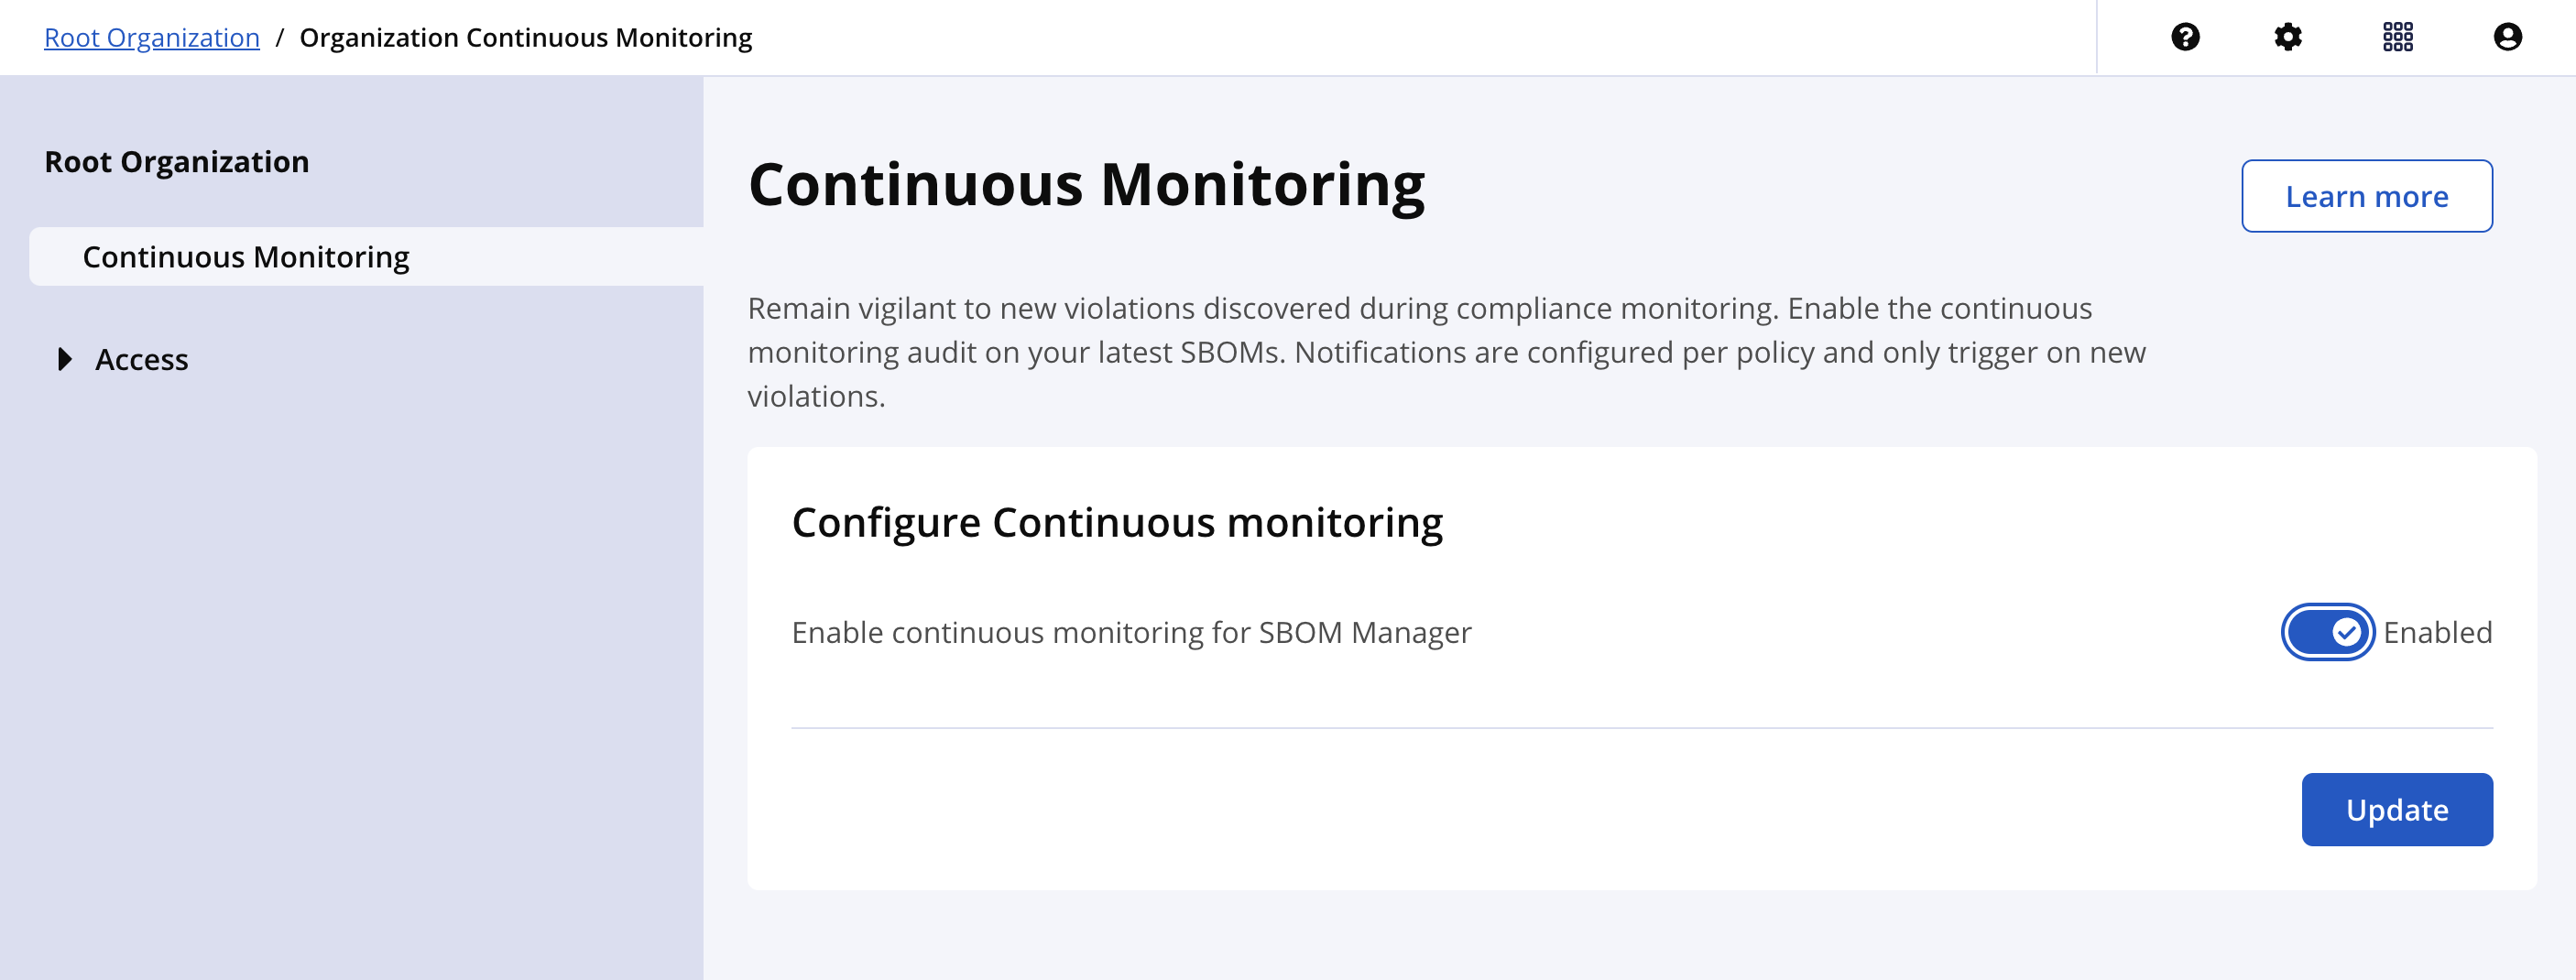 Root Organization / Organization Continuous Monitoring
Root Organization
Continuous Monitoring
Access
Continuous Monitoring
Learn more
Remain vigilant to new violations discovered during compliance monitoring. Enable the continuous
monitoring audit on your latest SBOMs. Notifications are configured per policy and only trigger on new
violations.
Configure Continuous monitoring
Enable continuous monitoring for SBOM Manager
Enabled
Update